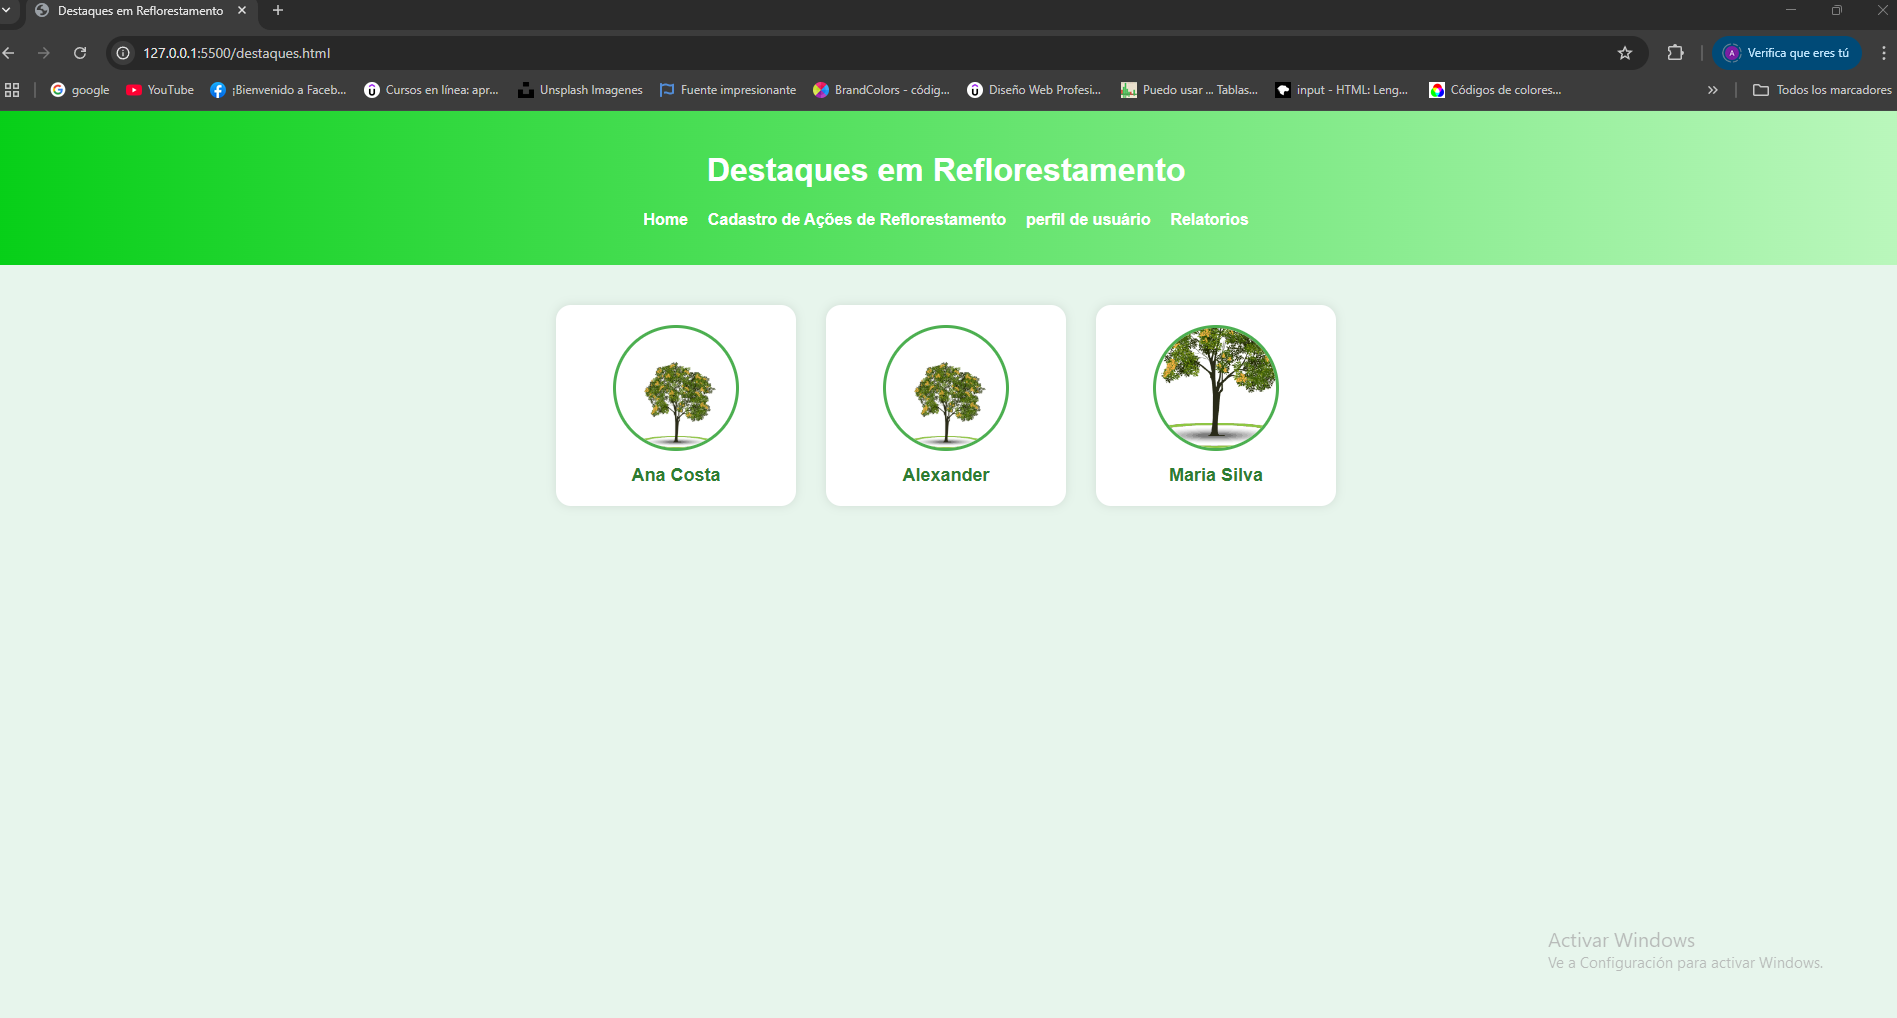 Destaques em Reflorestamento
127.0.0.1:5500/destaques.html
Verifica que eres tú
google YouTube ¡Bienvenido a Faceb... Cursos en línea: apr... Unsplash Imagenes Fuente impresionante BrandColors - códig... Diseño Web Profesi... Puedo usar ... Tablas... input - HTML: Leng... Códigos de colores... Todos los marcadores
Destaques em Reflorestamento
Home Cadastro de Ações de Reflorestamento perfil de usuário Relatorios
Ana Costa Alexander Maria Silva
Activar Windows
Ve a Configuración para activar Windows.